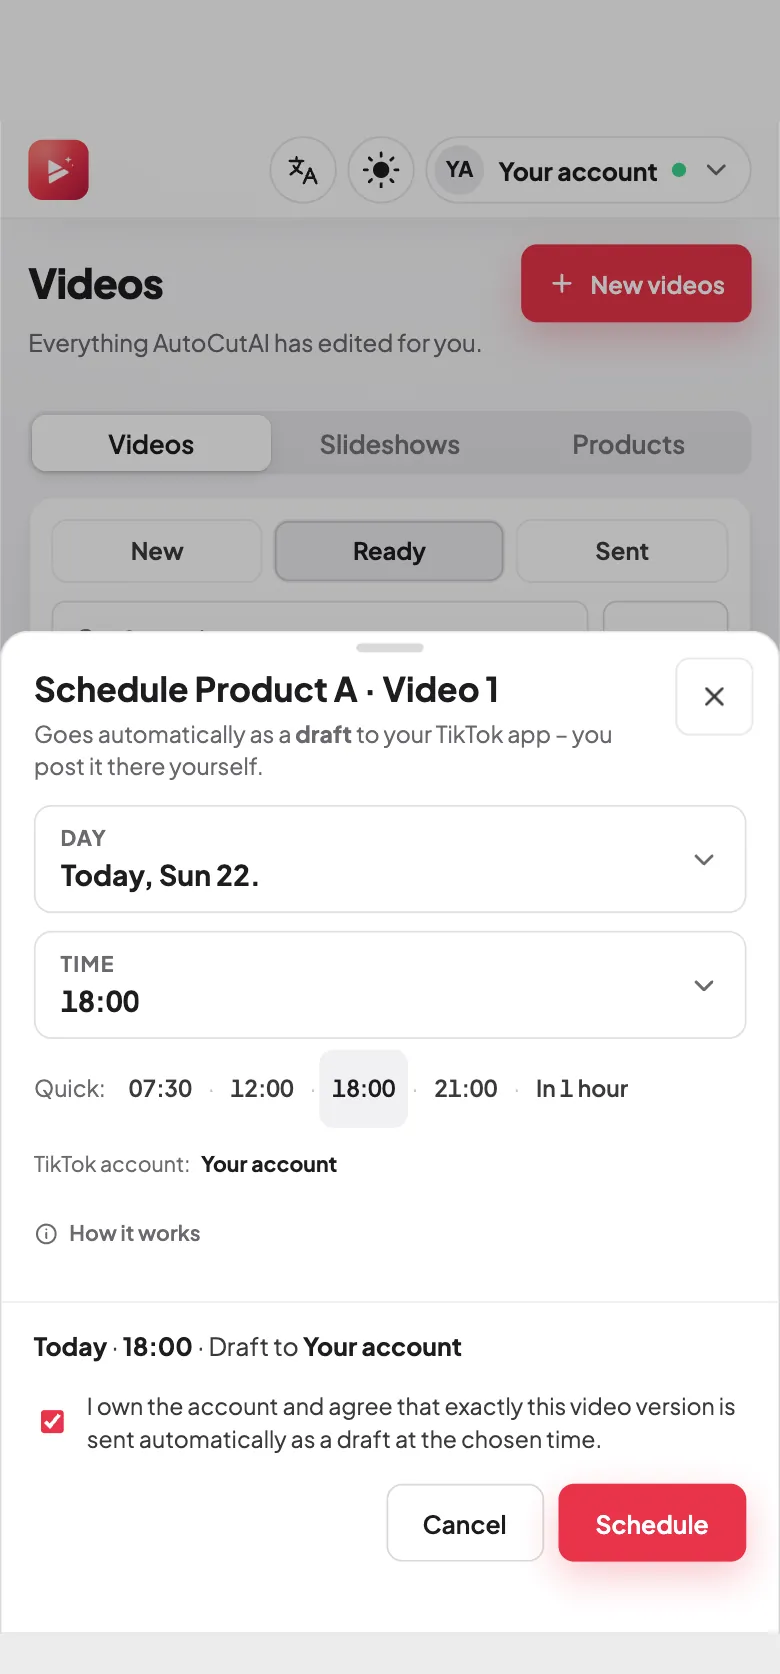 YA Your account
Videos
+ New videos
Everything AutoCutAI has edited for you.
Videos Slideshows Products
New Ready Sent
Schedule Product A · Video 1
Goes automatically as a draft to your TikTok app – you
post it there yourself.
DAY
Today, Sun 22.
TIME
18:00
Quick: 07:30 · 12:00 · 18:00 · 21:00 · In 1 hour
TikTok account: Your account
How it works
Today · 18:00 · Draft to Your account
I own the account and agree that exactly this video version is
sent automatically as a draft at the chosen time.
Cancel Schedule